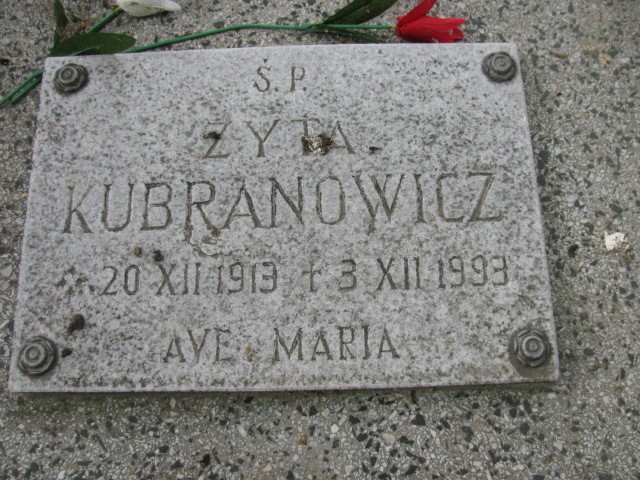 Ś.P.
ZYTA
KUBRANOWICZ
* 20 XII 1913 † 3 XII 1993
AVE MARIA